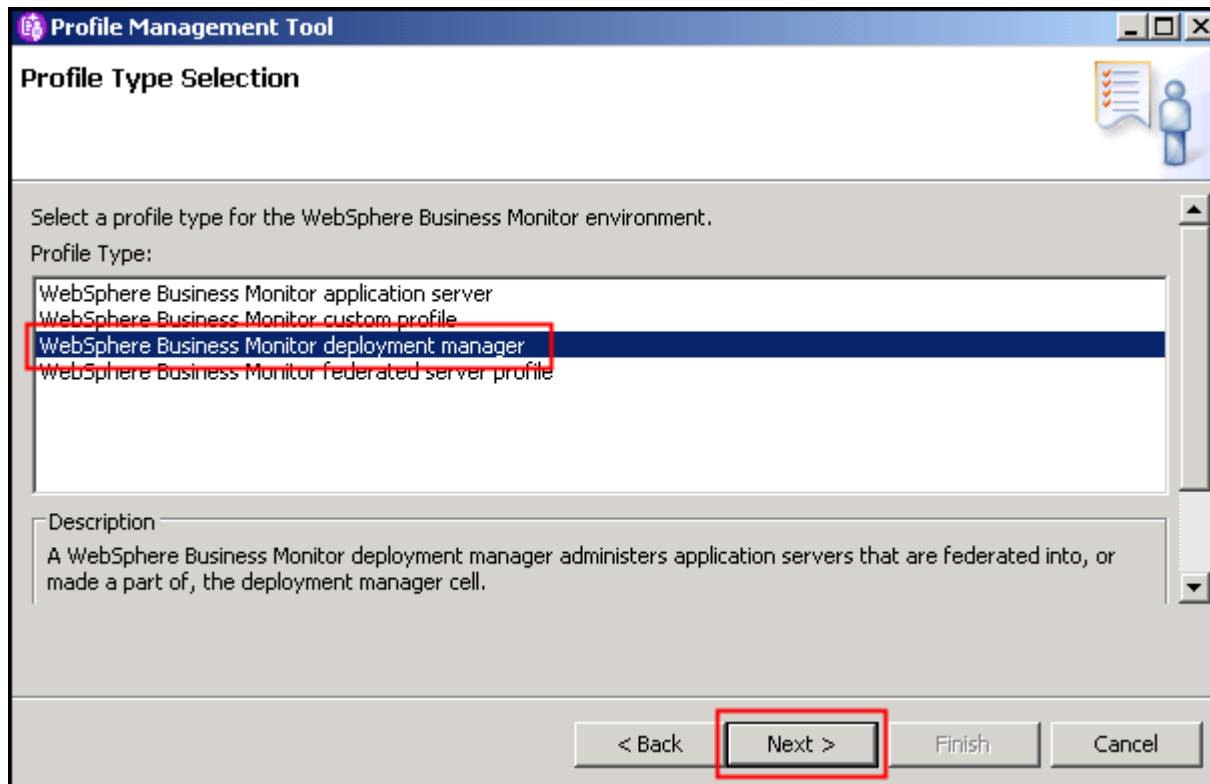 Profile Management Tool
Profile Type Selection
Select a profile type for the WebSphere Business Monitor environment.
Profile Type:
WebSphere Business Monitor application server
WebSphere Business Monitor custom profile
WebSphere Business Monitor deployment manager
WebSphere Business Monitor federated server profile
Description
A WebSphere Business Monitor deployment manager administers application servers that are federated into, or
made a part of, the deployment manager cell.
< Back Next > Finish Cancel